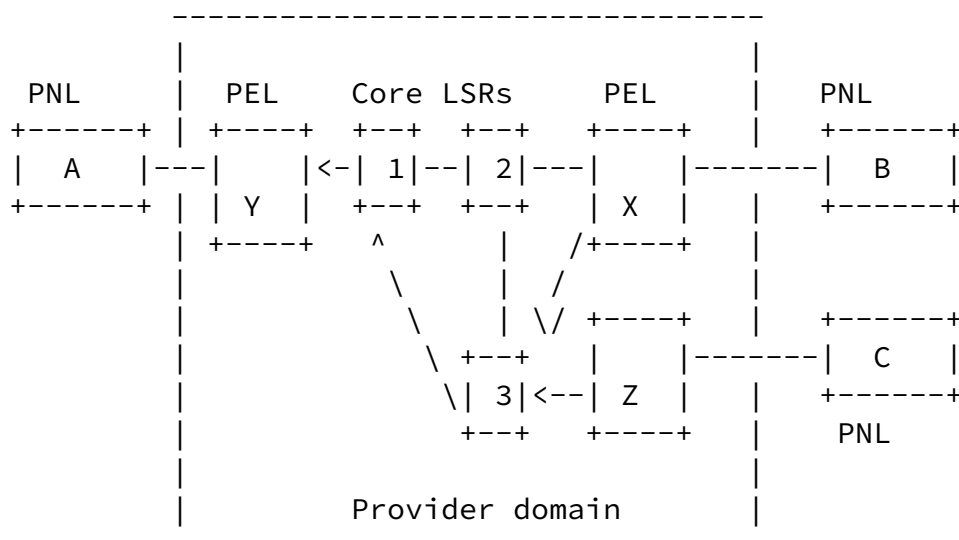 PNL PEL Core LSRs PEL PNL
A 1 2 B
Y X
C
3 Z
PNL
Provider domain